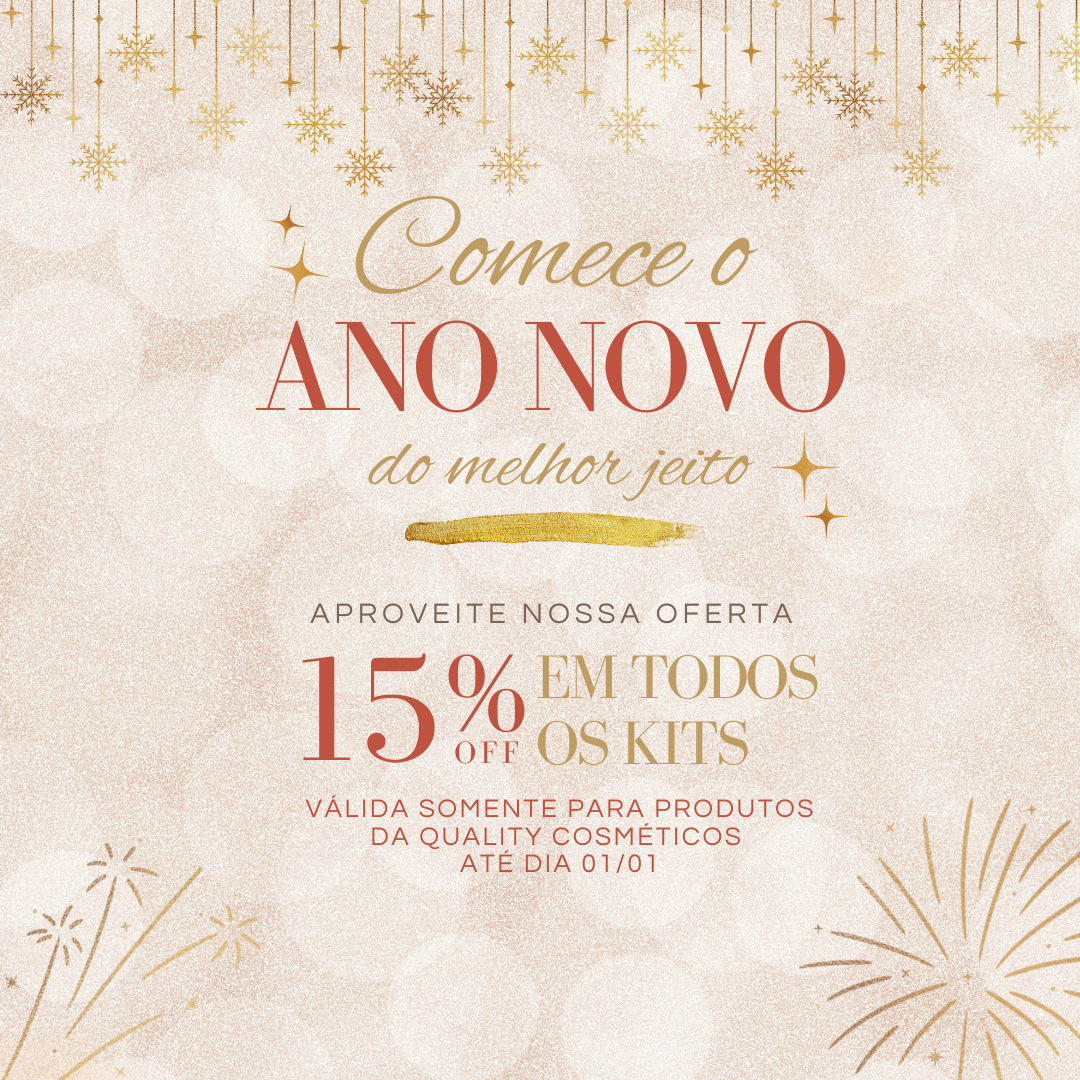 Comece o
ANO NOVO
do melhor jeito
APROVEITE NOSSA OFERTA
15% OFF
EM TODOS
OS KITS
VÁLIDA SOMENTE PARA PRODUTOS
DA QUALITY COSMÉTICOS
ATÉ DIA 01/01